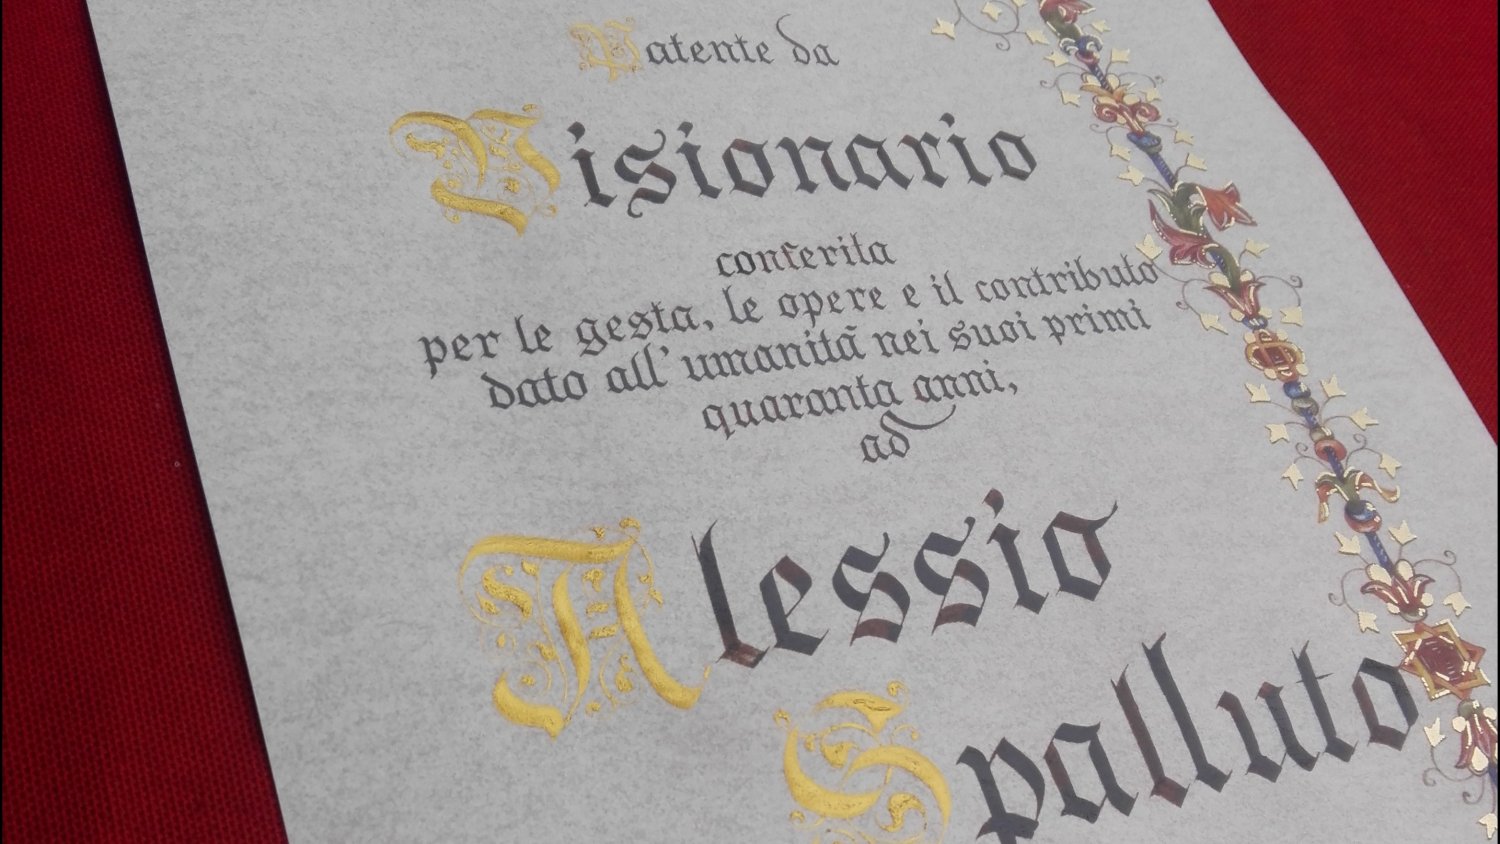 Patente da
Visionario
conferita
per le gesta, le opere e il contributo
dato all' umanità nei suoi primi
quaranta anni,
ad
Alessio
Spalluto